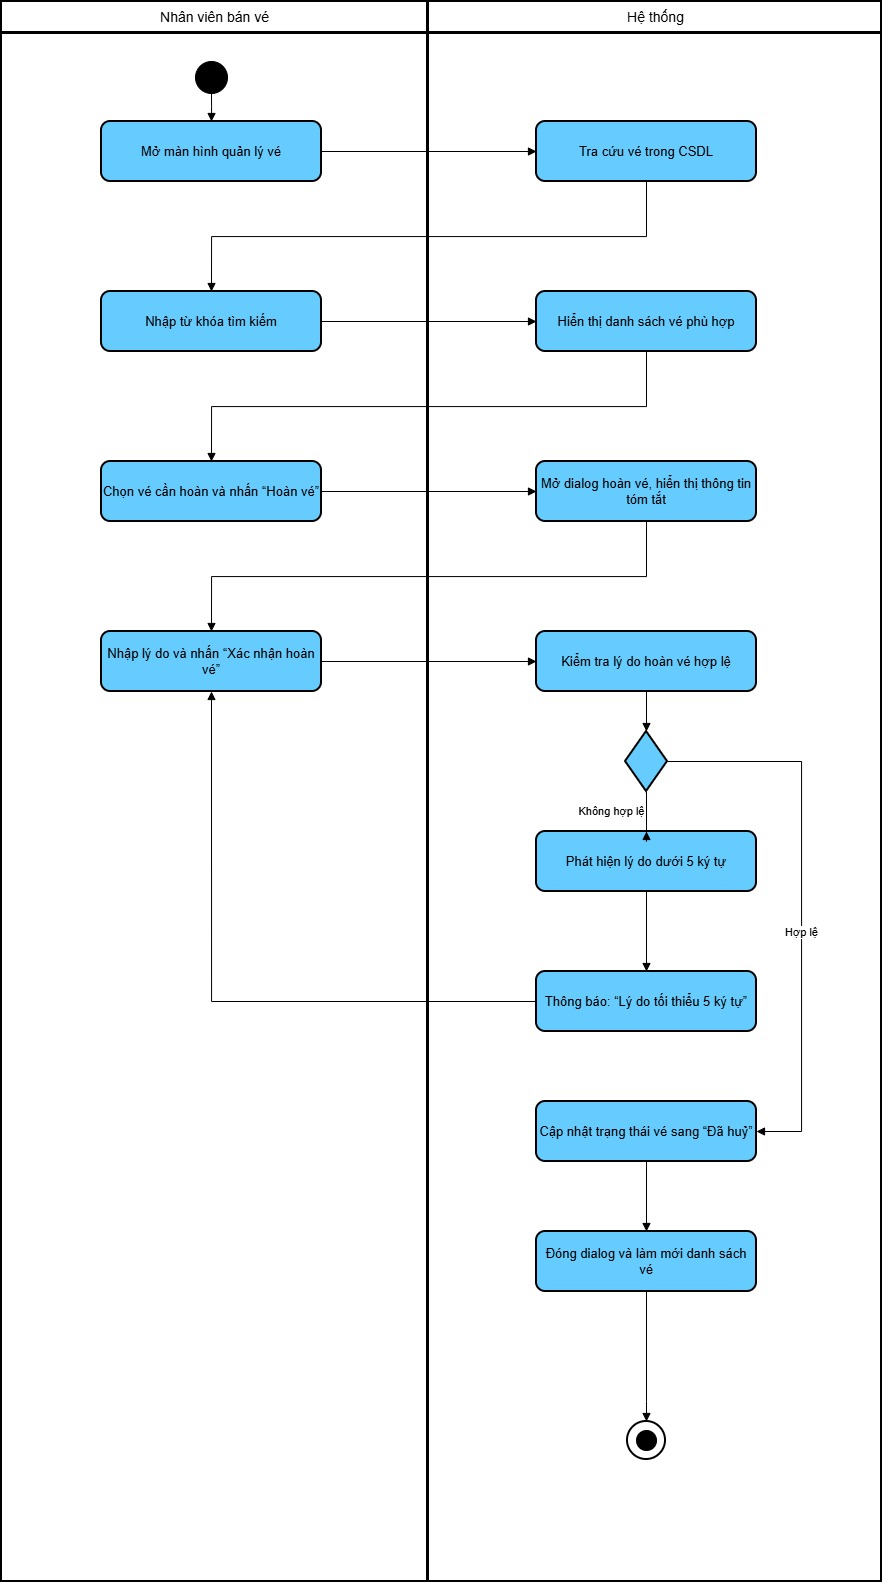 Nhân viên bán vé
Hệ thống
Mở màn hình quản lý vé
Tra cứu vé trong CSDL
Nhập từ khóa tìm kiếm
Hiển thị danh sách vé phù hợp
Chọn vé cần hoàn và nhấn “Hoàn vé”
Mở dialog hoàn vé, hiển thị thông tin
tóm tắt
Nhập lý do và nhấn “Xác nhận hoàn
vé”
Kiểm tra lý do hoàn vé hợp lệ
Không hợp lệ
Phát hiện lý do dưới 5 ký tự
Hợp lệ
Thông báo: “Lý do tối thiểu 5 ký tự”
Cập nhật trạng thái vé sang “Đã huỷ”
Đóng dialog và làm mới danh sách
vé